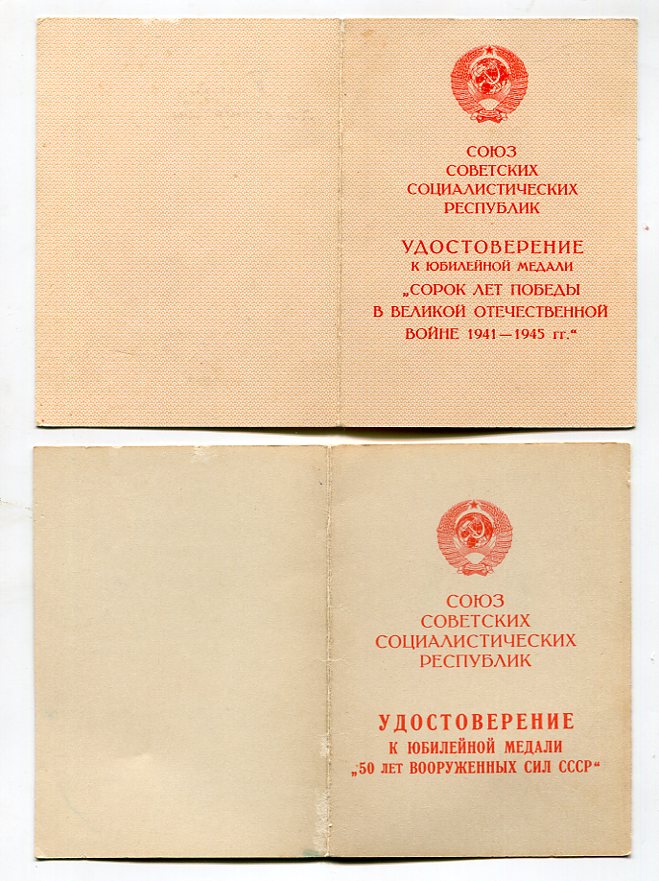 СОЮЗ
СОВЕТСКИХ
СОЦИАЛИСТИЧЕСКИХ
РЕСПУБЛИК
УДОСТОВЕРЕНИЕ
К ЮБИЛЕЙНОЙ МЕДАЛИ
„СОРОК ЛЕТ ПОБЕДЫ
В ВЕЛИКОЙ ОТЕЧЕСТВЕННОЙ
ВОЙНЕ 1941—1945 гг.“
СОЮЗ
СОВЕТСКИХ
СОЦИАЛИСТИЧЕСКИХ
РЕСПУБЛИК
УДОСТОВЕРЕНИЕ
К ЮБИЛЕЙНОЙ МЕДАЛИ
„50 ЛЕТ ВООРУЖЕННЫХ СИЛ СССР“